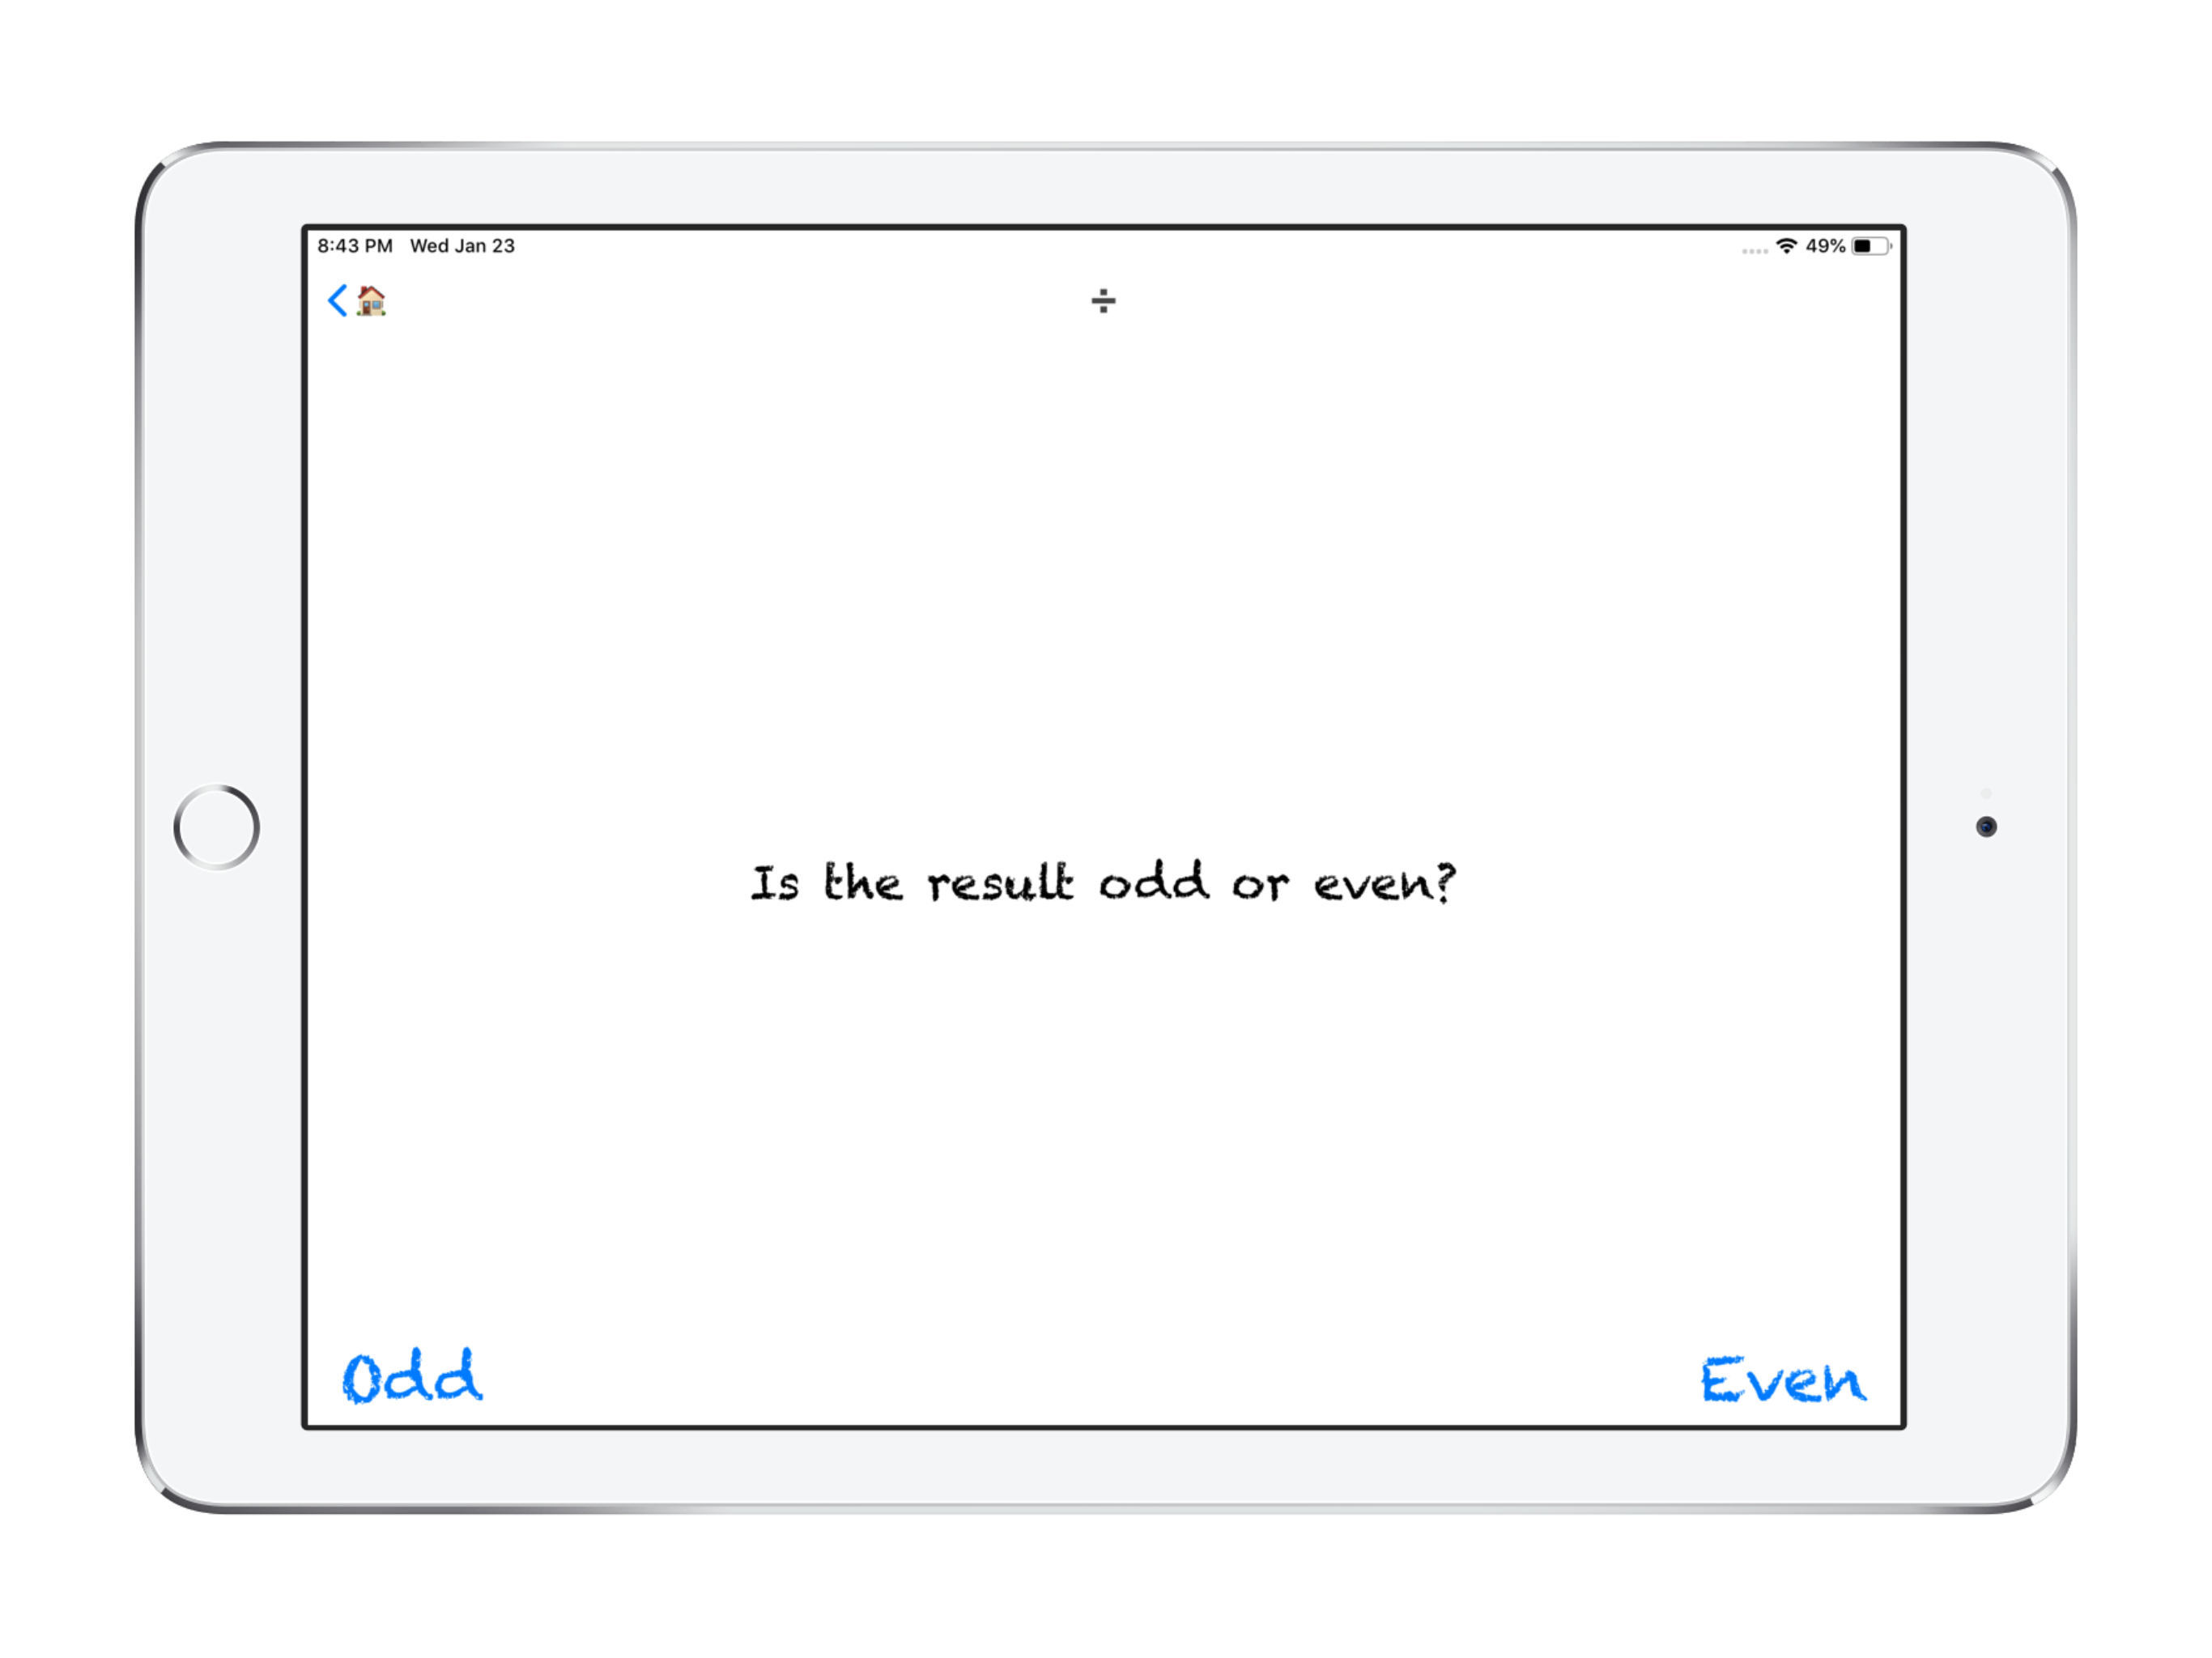 8:43 PM Wed Jan 23 49%
÷
Is the result odd or even?
Odd Even